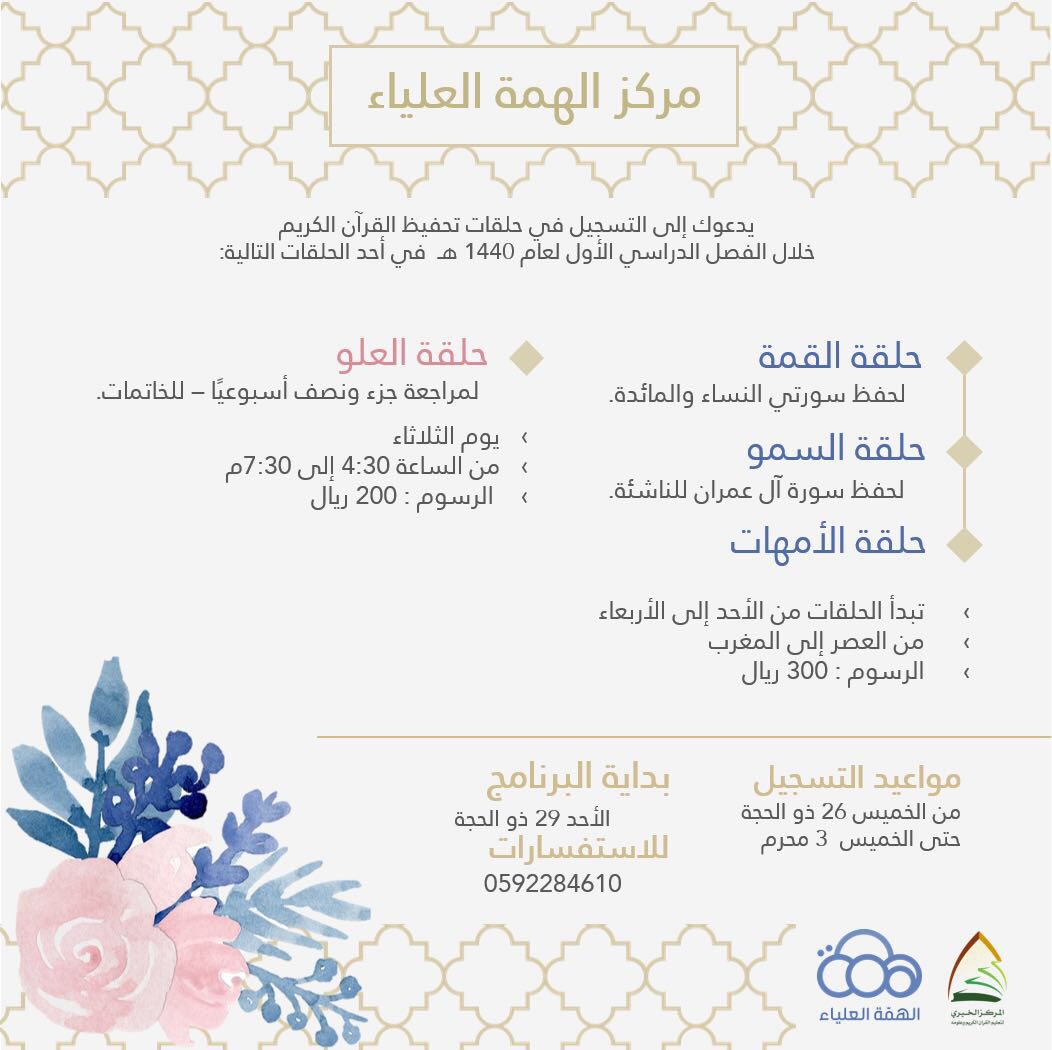 مركز الهمة العلياء
يدعوك إلى التسجيل في حلقات تحفيظ القرآن الكريم
خلال الفصل الدراسي الأول لعام 1440 هـ في أحد الحلقات التالية:
حلقة القمة
لحفظ سورتي النساء والمائدة.
حلقة السمو
لحفظ سورة آل عمران للناشئة.
حلقة الأمهات
› تبدأ الحلقات من الأحد إلى الأربعاء
› من العصر إلى المغرب
› الرسوم : 300 ريال
حلقة العلو
لمراجعة جزء ونصف أسبوعيًا – للخاتمات.
› يوم الثلاثاء
› من الساعة 4:30 إلى 7:30م
› الرسوم : 200 ريال
مواعيد التسجيل
من الخميس 26 ذو الحجة
حتى الخميس 3 محرم
بداية البرنامج
الأحد 29 ذو الحجة
للاستفسارات
0592284610
المركز الخيري
لتعليم القرآن الكريم وعلومه
الهمّة العلياء